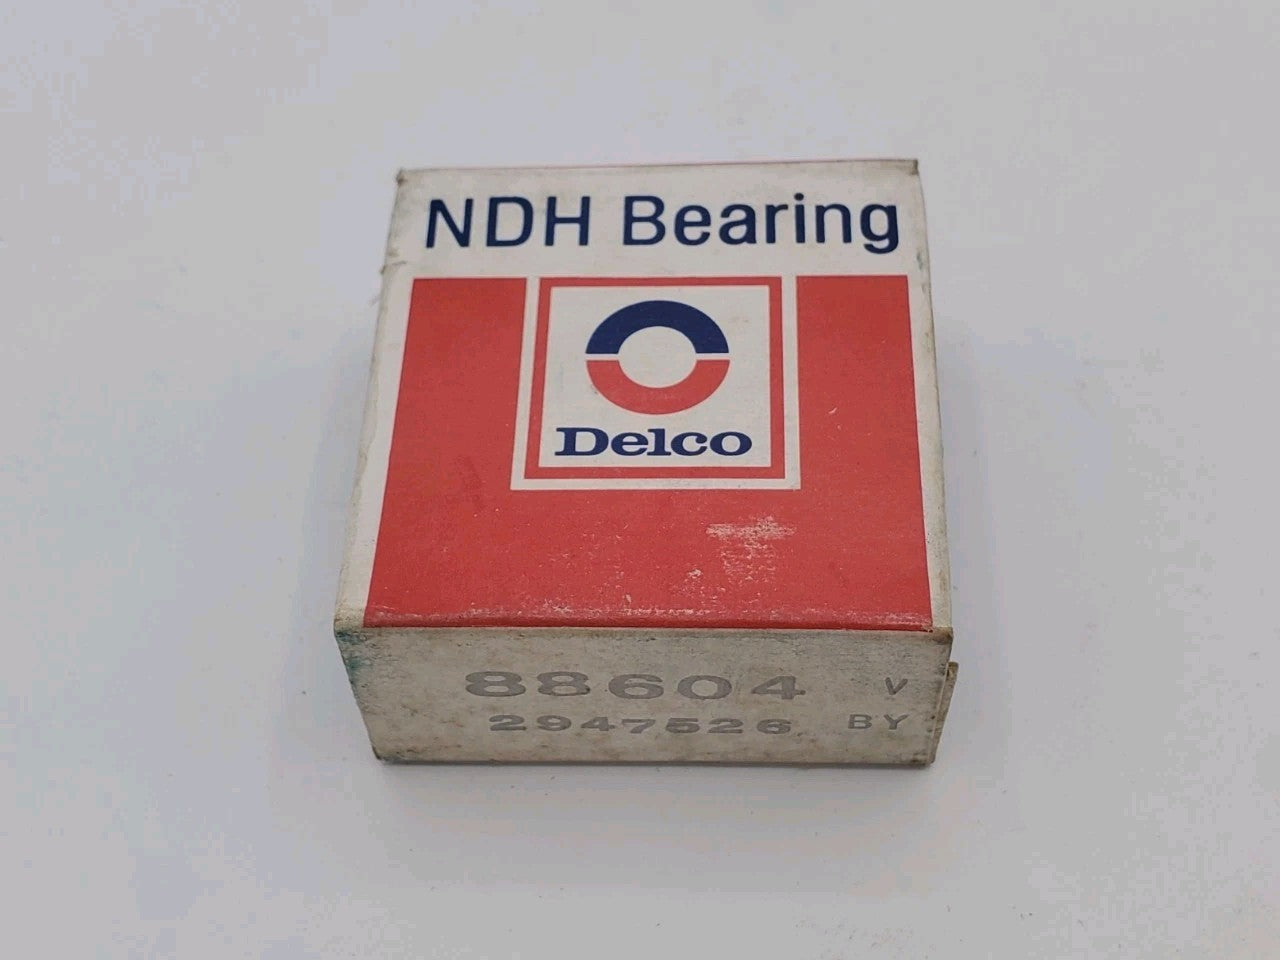 NDH Bearing
Delco
88604 V
2947526 BY